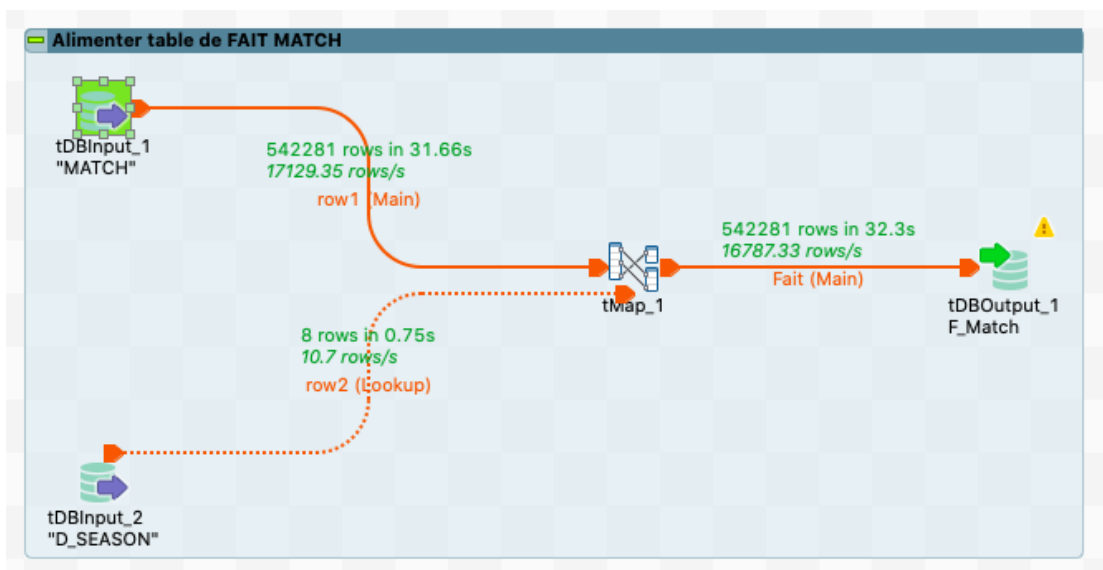 Alimenter table de FAIT MATCH
tDBInput_1
"MATCH"
542281 rows in 31.66s
17129.35 rows/s
row1 (Main)
542281 rows in 32.3s
16787.33 rows/s
Fait (Main)
tMap_1
tDBOutput_1
F_Match
8 rows in 0.75s
10.7 rows/s
row2 (Lookup)
tDBInput_2
"D_SEASON"